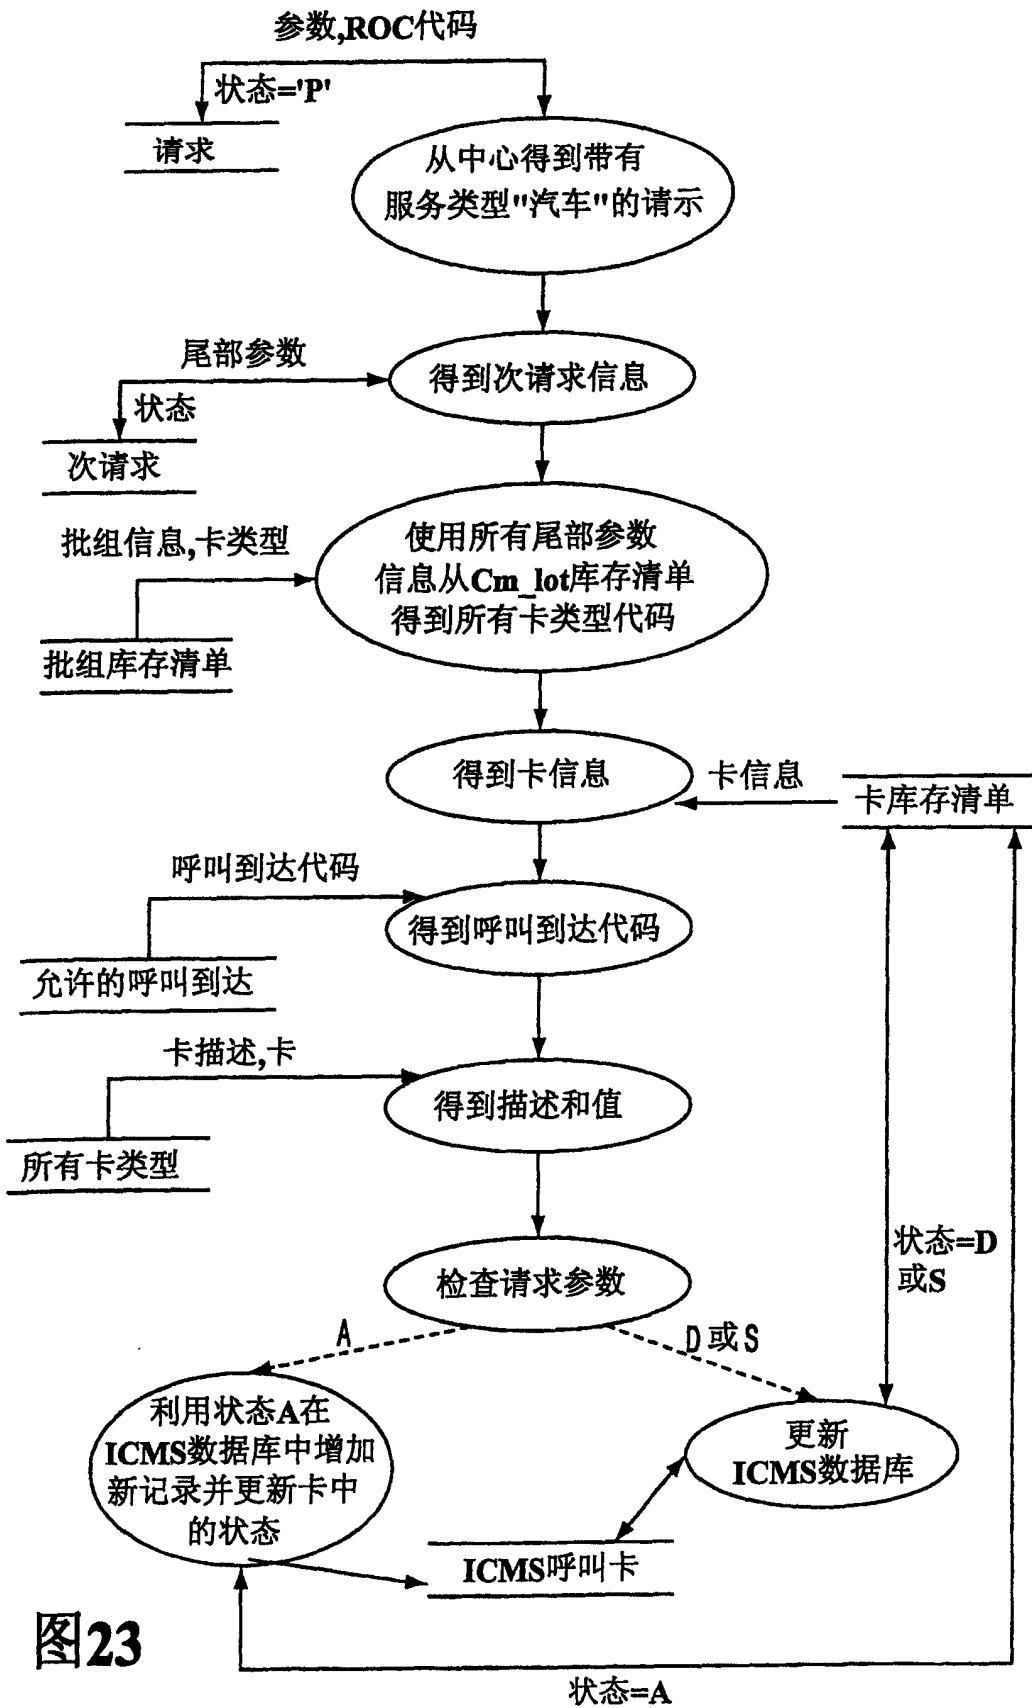 参数,ROC代码
状态='P'
请求
从中心得到带有
服务类型"汽车"的请示
尾部参数
得到次请求信息
状态
次请求
批组信息,卡类型
使用所有尾部参数
信息从Cm_lot库存清单
得到所有卡类型代码
批组库存清单
得到卡信息
卡信息
卡库存清单
呼叫到达代码
得到呼叫到达代码
允许的呼叫到达
卡描述,卡
得到描述和值
所有卡类型
状态=D
或S
检查请求参数
A
D或S
利用状态A在
ICMS数据库中增加
新记录并更新卡中
的状态
更新
ICMS数据库
ICMS呼叫卡
图23
状态=A